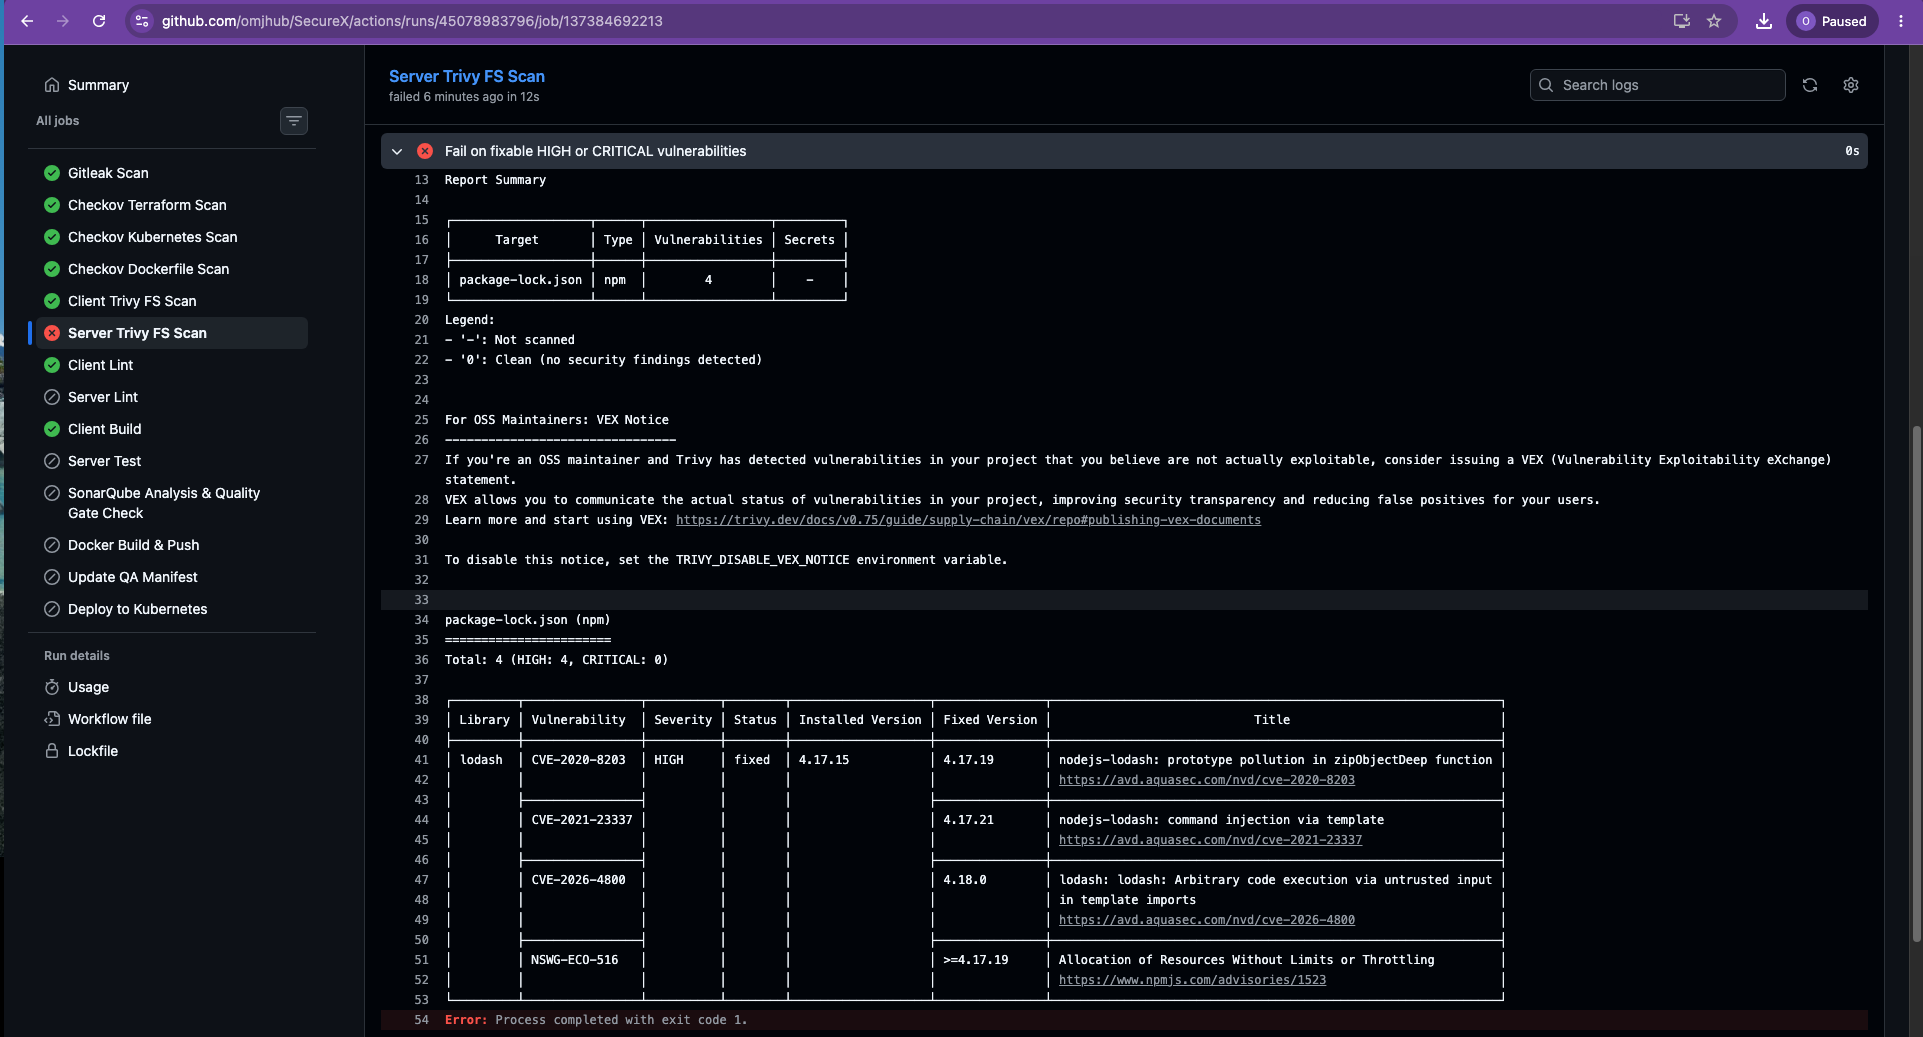 github.com/omjhub/SecureX/actions/runs/45078983796/job/137384692213
O Paused
Summary
All jobs
Gitleak Scan
Checkov Terraform Scan
Checkov Kubernetes Scan
Checkov Dockerfile Scan
Client Trivy FS Scan
Server Trivy FS Scan
Client Lint
Server Lint
Client Build
Server Test
SonarQube Analysis & Quality
Gate Check
Docker Build & Push
Update QA Manifest
Deploy to Kubernetes
Run details
Usage
Workflow file
Lockfile
Server Trivy FS Scan
failed 6 minutes ago in 12s
Search logs
Fail on fixable HIGH or CRITICAL vulnerabilities 0s
13 Report Summary
14
15
16 Target Type Vulnerabilities Secrets
17
18 package-lock.json npm 4 -
19
20 Legend:
21 - '-': Not scanned
22 - '0': Clean (no security findings detected)
23
24
25 For OSS Maintainers: VEX Notice
26 --------------------------------
27 If you're an OSS maintainer and Trivy has detected vulnerabilities in your project that you believe are not actually exploitable, consider issuing a VEX (Vulnerability Exploitability eXchange)
statement.
28 VEX allows you to communicate the actual status of vulnerabilities in your project, improving security transparency and reducing false positives for your users.
29 Learn more and start using VEX: https://trivy.dev/docs/v0.75/guide/supply-chain/vex/repo#publishing-vex-documents
30
31 To disable this notice, set the TRIVY_DISABLE_VEX_NOTICE environment variable.
32
33
34 package-lock.json (npm)
35 =======================
36 Total: 4 (HIGH: 4, CRITICAL: 0)
37
38
39 Library Vulnerability Severity Status Installed Version Fixed Version Title
40
41 lodash CVE-2020-8203 HIGH fixed 4.17.15 4.17.19 nodejs-lodash: prototype pollution in zipObjectDeep function
42 https://avd.aquasec.com/nvd/cve-2020-8203
43
44 CVE-2021-23337 4.17.21 nodejs-lodash: command injection via template
45 https://avd.aquasec.com/nvd/cve-2021-23337
46
47 CVE-2026-4800 4.18.0 lodash: lodash: Arbitrary code execution via untrusted input
48 in template imports
49 https://avd.aquasec.com/nvd/cve-2026-4800
50
51 NSWG-ECO-516 >=4.17.19 Allocation of Resources Without Limits or Throttling
52 https://www.npmjs.com/advisories/1523
53
54 Error: Process completed with exit code 1.